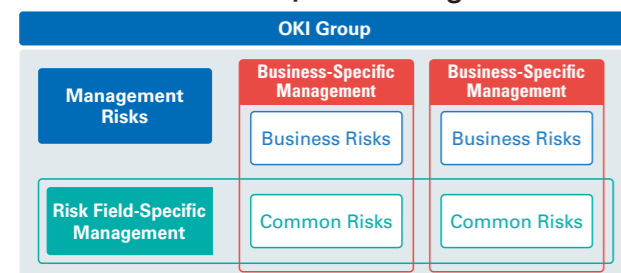 OKI Group
Management
Risks
Business-Specific
Management
Business-Specific
Management
Business Risks
Business Risks
Risk Field-Specific
Management
Common Risks
Common Risks